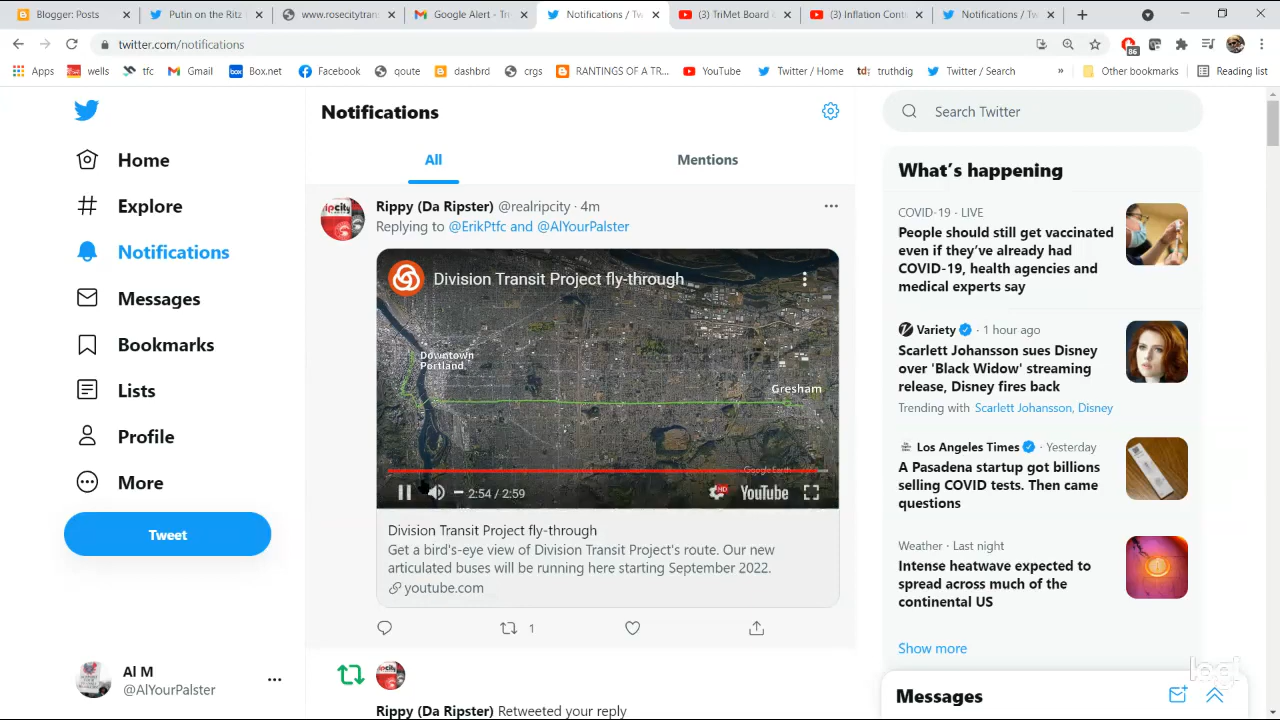 Blogger: Posts
Putin on the Ritz
www.rosecitytran
Google Alert - Tr
Notifications / Tw
(3) TriMet Board
(3) Inflation Conti
Notifications / Tw
twitter.com/notifications
86
Apps
wells
tfc
Gmail
Box.net
Facebook
qoute
dashbrd
crgs
RANTINGS OF A TR...
YouTube
Twitter / Home
truthdig
Twitter / Search
»
Other bookmarks
Reading list
Home
Explore
Notifications
Messages
Bookmarks
Lists
Profile
More
Tweet
Al M
@AlYourPalster
Notifications
All
Mentions
Rippy (Da Ripster) @realripcity · 4m
Replying to @ErikPtfc and @AlYourPalster
Division Transit Project fly-through
Downtown
Portland
Gresham
Google Earth
2:54 / 2:59
HD
YouTube
Division Transit Project fly-through
Get a bird's-eye view of Division Transit Project's route. Our new
articulated buses will be running here starting September 2022.
youtube.com
1
Rippy (Da Ripster) Retweeted your reply
Search Twitter
What's happening
COVID-19 · LIVE
People should still get vaccinated
even if they've already had
COVID-19, health agencies and
medical experts say
Variety · 1 hour ago
Scarlett Johansson sues Disney
over 'Black Widow' streaming
release, Disney fires back
Trending with Scarlett Johansson, Disney
Los Angeles Times · Yesterday
A Pasadena startup got billions
selling COVID tests. Then came
questions
Weather · Last night
Intense heatwave expected to
spread across much of the
continental US
Show more
Messages